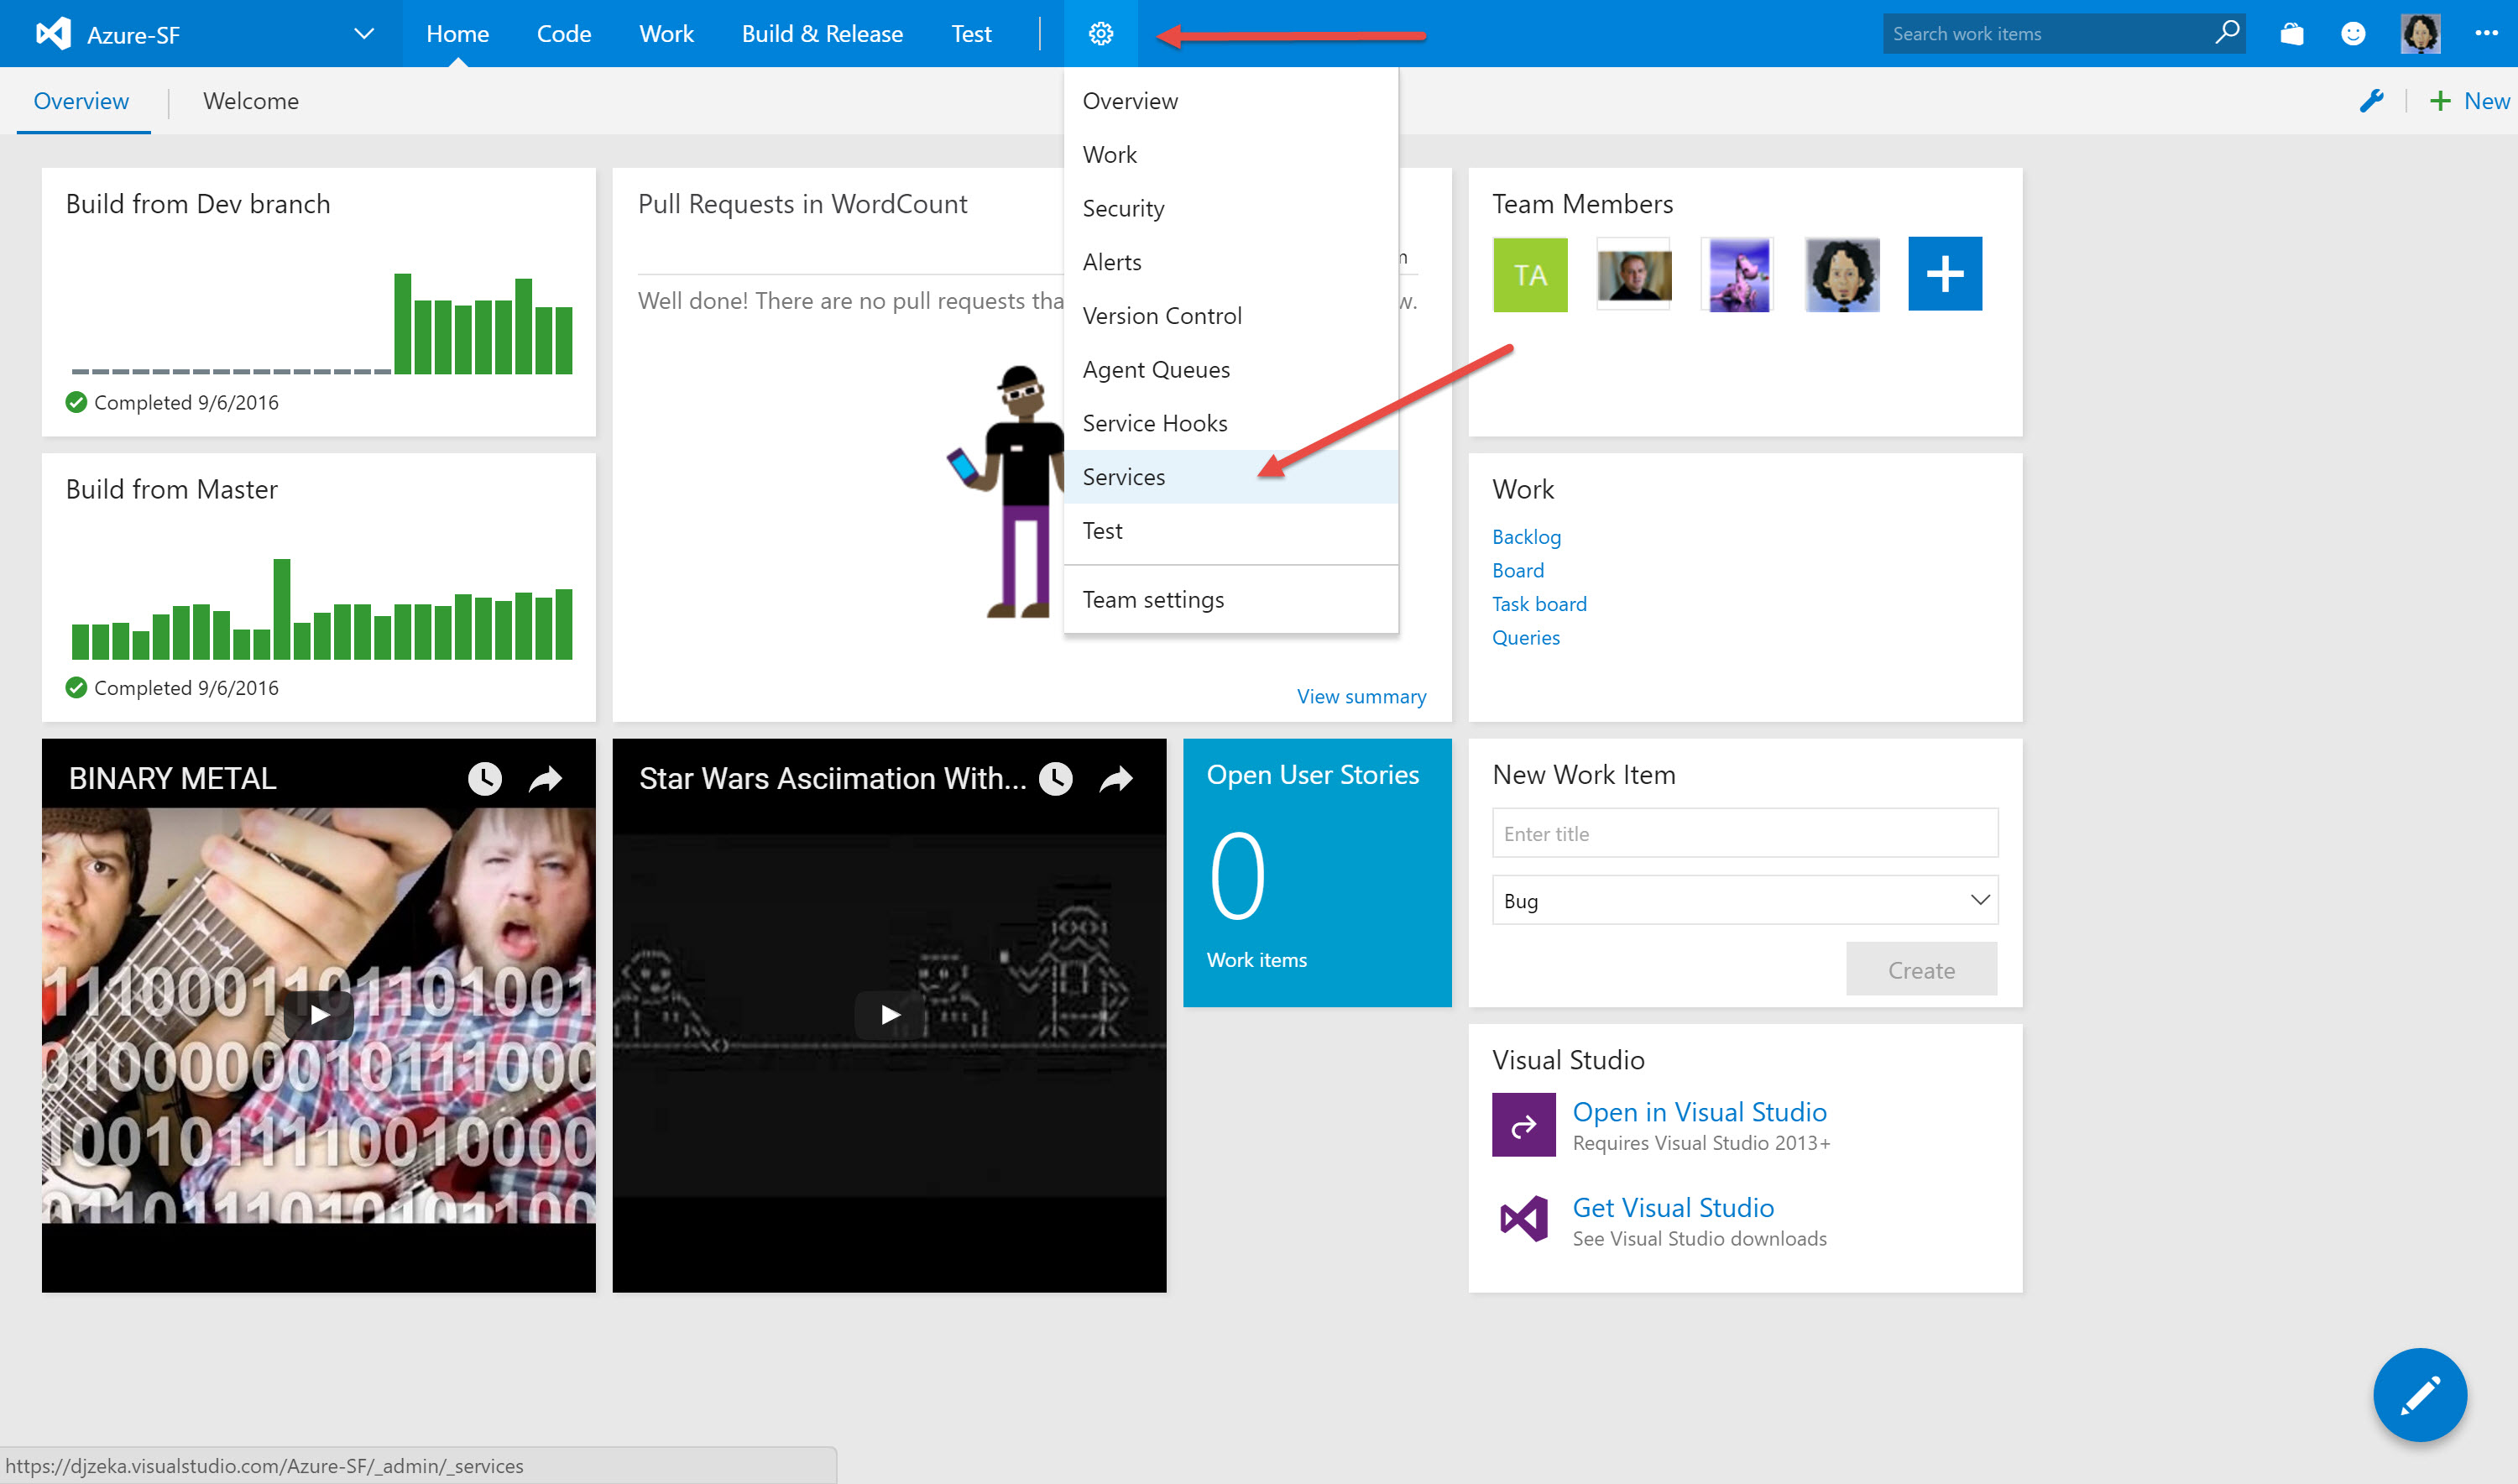 Azure-SF
Home
Code
Work
Build & Release
Test
Search work items
Overview
Welcome
New
Overview
Work
Security
Alerts
Version Control
Agent Queues
Service Hooks
Services
Test
Team settings
Build from Dev branch
Completed 9/6/2016
Pull Requests in WordCount
n
Well done! There are no pull requests tha
w.
View summary
Team Members
TA
Build from Master
Completed 9/6/2016
Work
Backlog
Board
Task board
Queries
BINARY METAL
1110001101101001
0100000010111000
100101111001 0000
Star Wars Asciimation With...
Open User Stories
0
Work items
New Work Item
Enter title
Bug
Create
Visual Studio
Open in Visual Studio
Requires Visual Studio 2013+
Get Visual Studio
See Visual Studio downloads
https://djzeka.visualstudio.com/Azure-SF/_admin/_services